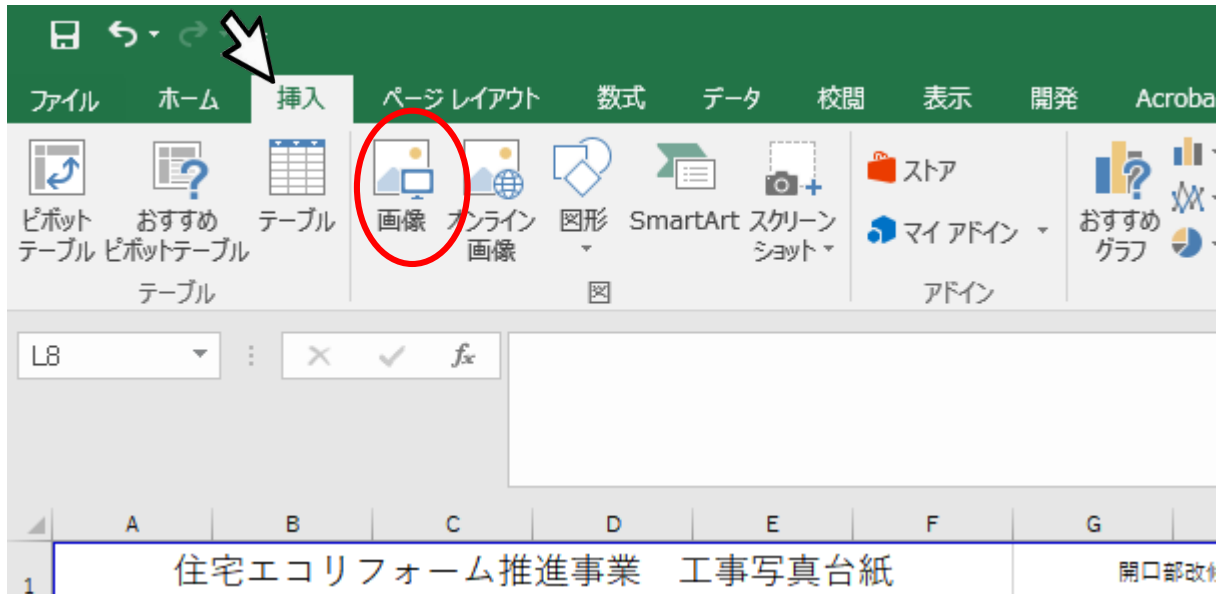 ファイル ホーム 挿入 ページ レイアウト 数式 データ 校閲 表示 開発 Acroba
ピボット
テーブル
おすすめ
ピボットテーブル
テーブル
画像
オンライン
画像
図形
SmartArt
スクリーン
ショット
ストア
マイ アドイン
おすすめ
グラフ
テーブル
図
アドイン
L8
fx
A B C D E F G
1
住宅エコリフォーム推進事業 工事写真台紙
開口部改